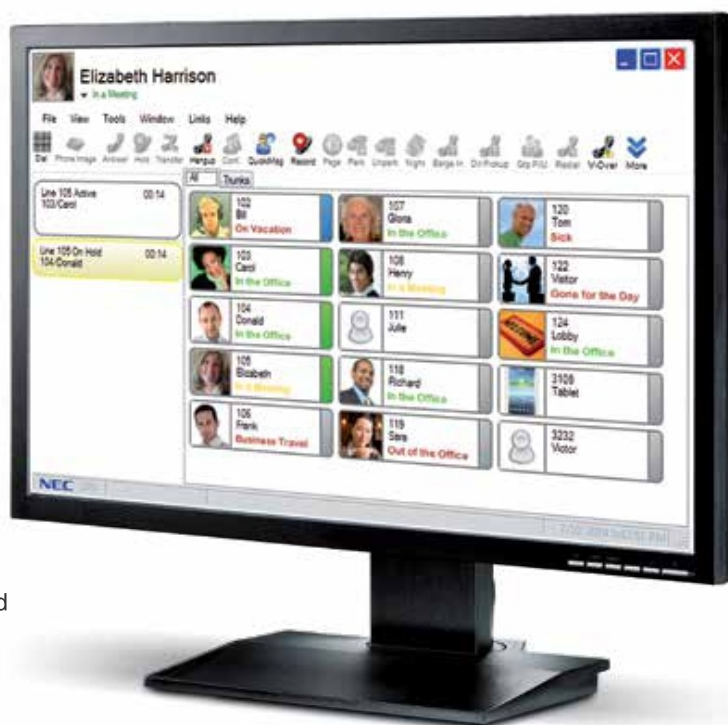 Elizabeth Harrison
In a Meeting
File View Tools Window Links Help
Dial Phone Image Answer Hold Transfer Hangup Conf. QuickMsg Record Page Park Unpark Night Barge In Dir Pickup Grp P/U Redial V-Over More
All Trunks
Line 105 Active 00:14
103/Carol
Line 105 On Hold 00:14
104-Donald
102
Bill
On Vacation
107
Gloria
In the Office
120
Tom
Sick
103
Carol
In the Office
108
Henry
In a Meeting
122
Visitor
Gone for the Day
104
Donald
In the Office
111
Julie
124
Lobby
In the Office
WELCOME
105
Elizabeth
In a Meeting
118
Richard
In the Office
3108
Tablet
106
Frank
Business Travel
119
Sara
Out of the Office
3232
Victor
NEC
d